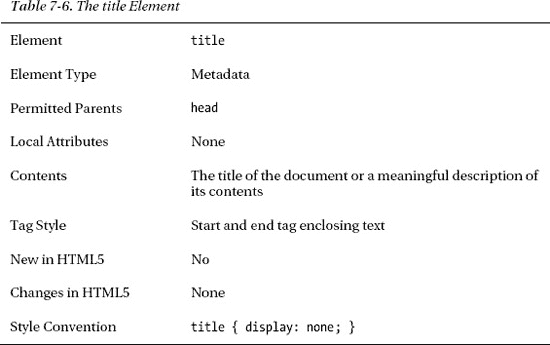 Table 7-6. The title Element
Element title
Element Type Metadata
Permitted Parents head
Local Attributes None
Contents The title of the document or a meaningful description of
its contents
Tag Style Start and end tag enclosing text
New in HTML5 No
Changes in HTML5 None
Style Convention title { display: none; }